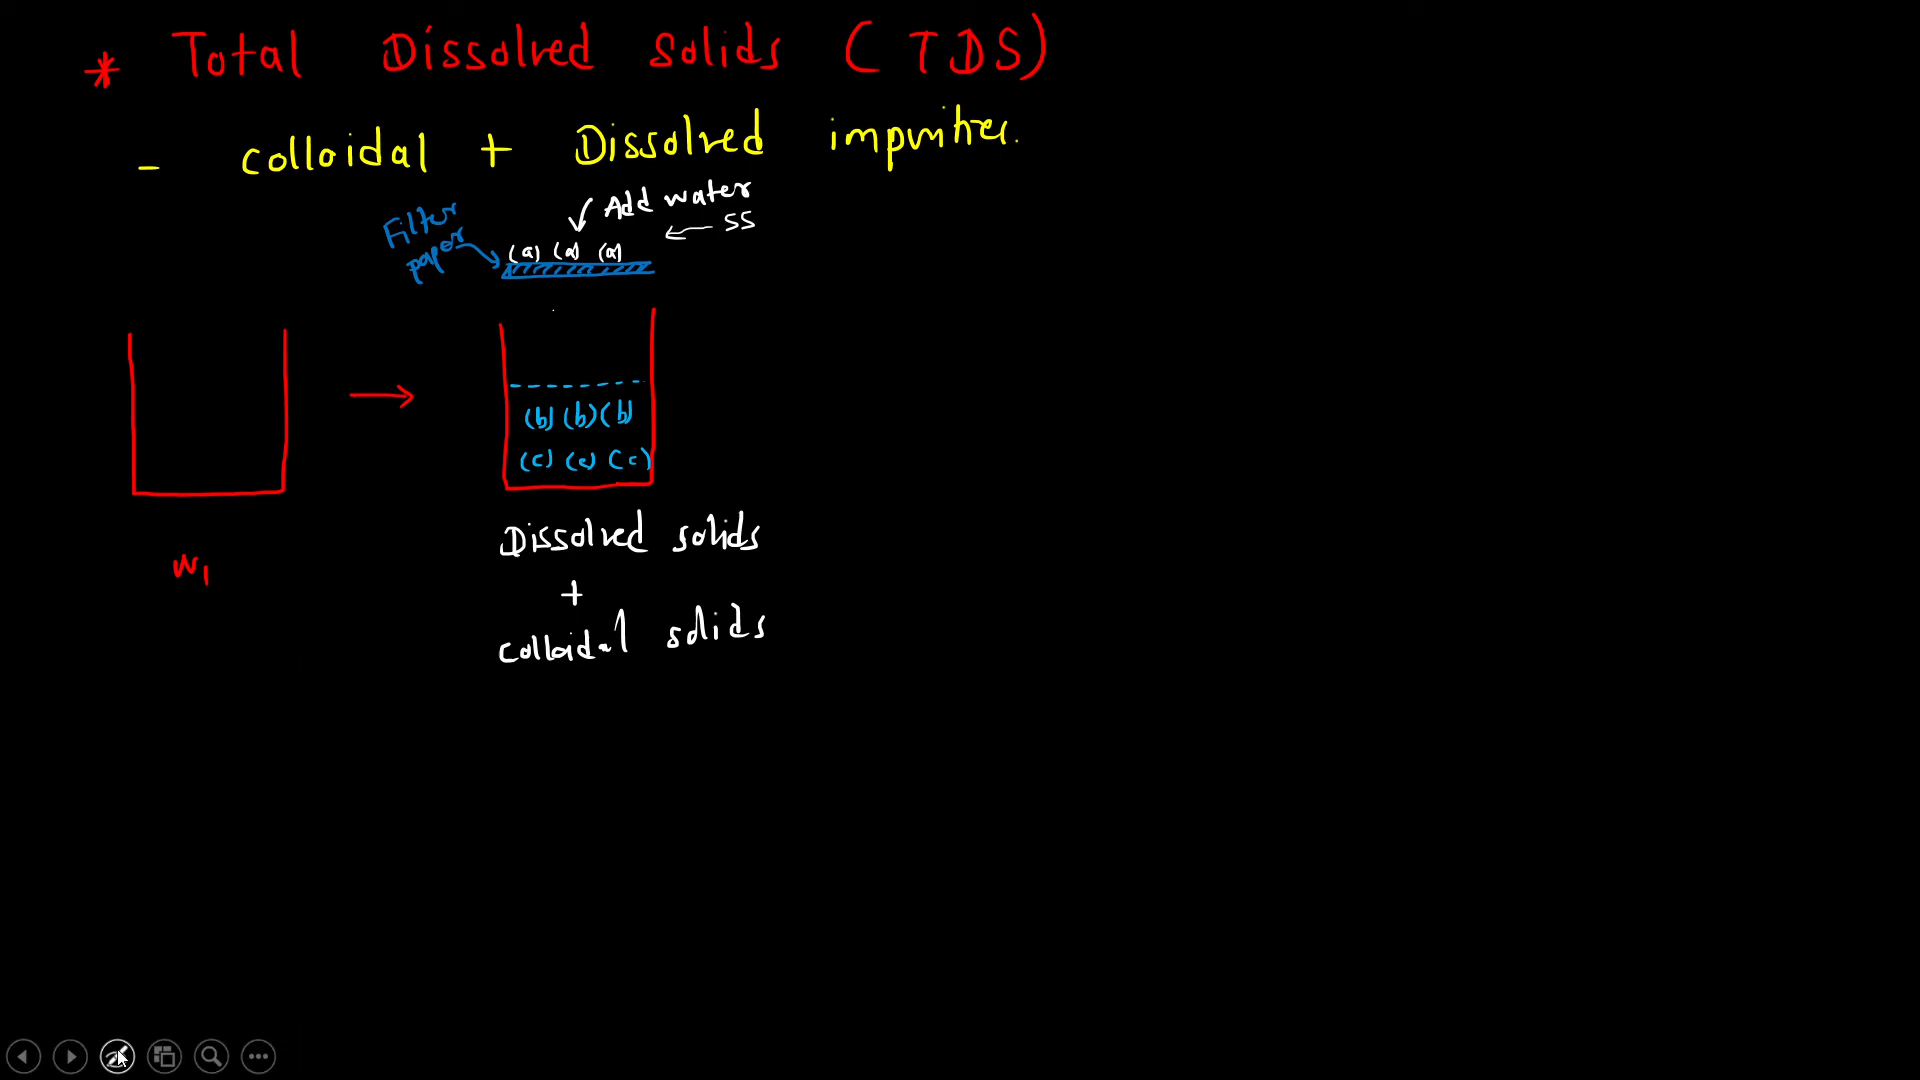 * Total Dissolved Solids (TDS)
- colloidal + Dissolved impurities.
Add water
SS
Filter
paper
(a) (a) (a)
(b) (b) (b)
(c) (c) (c)
Dissolved solids
+
colloidal solids
W1